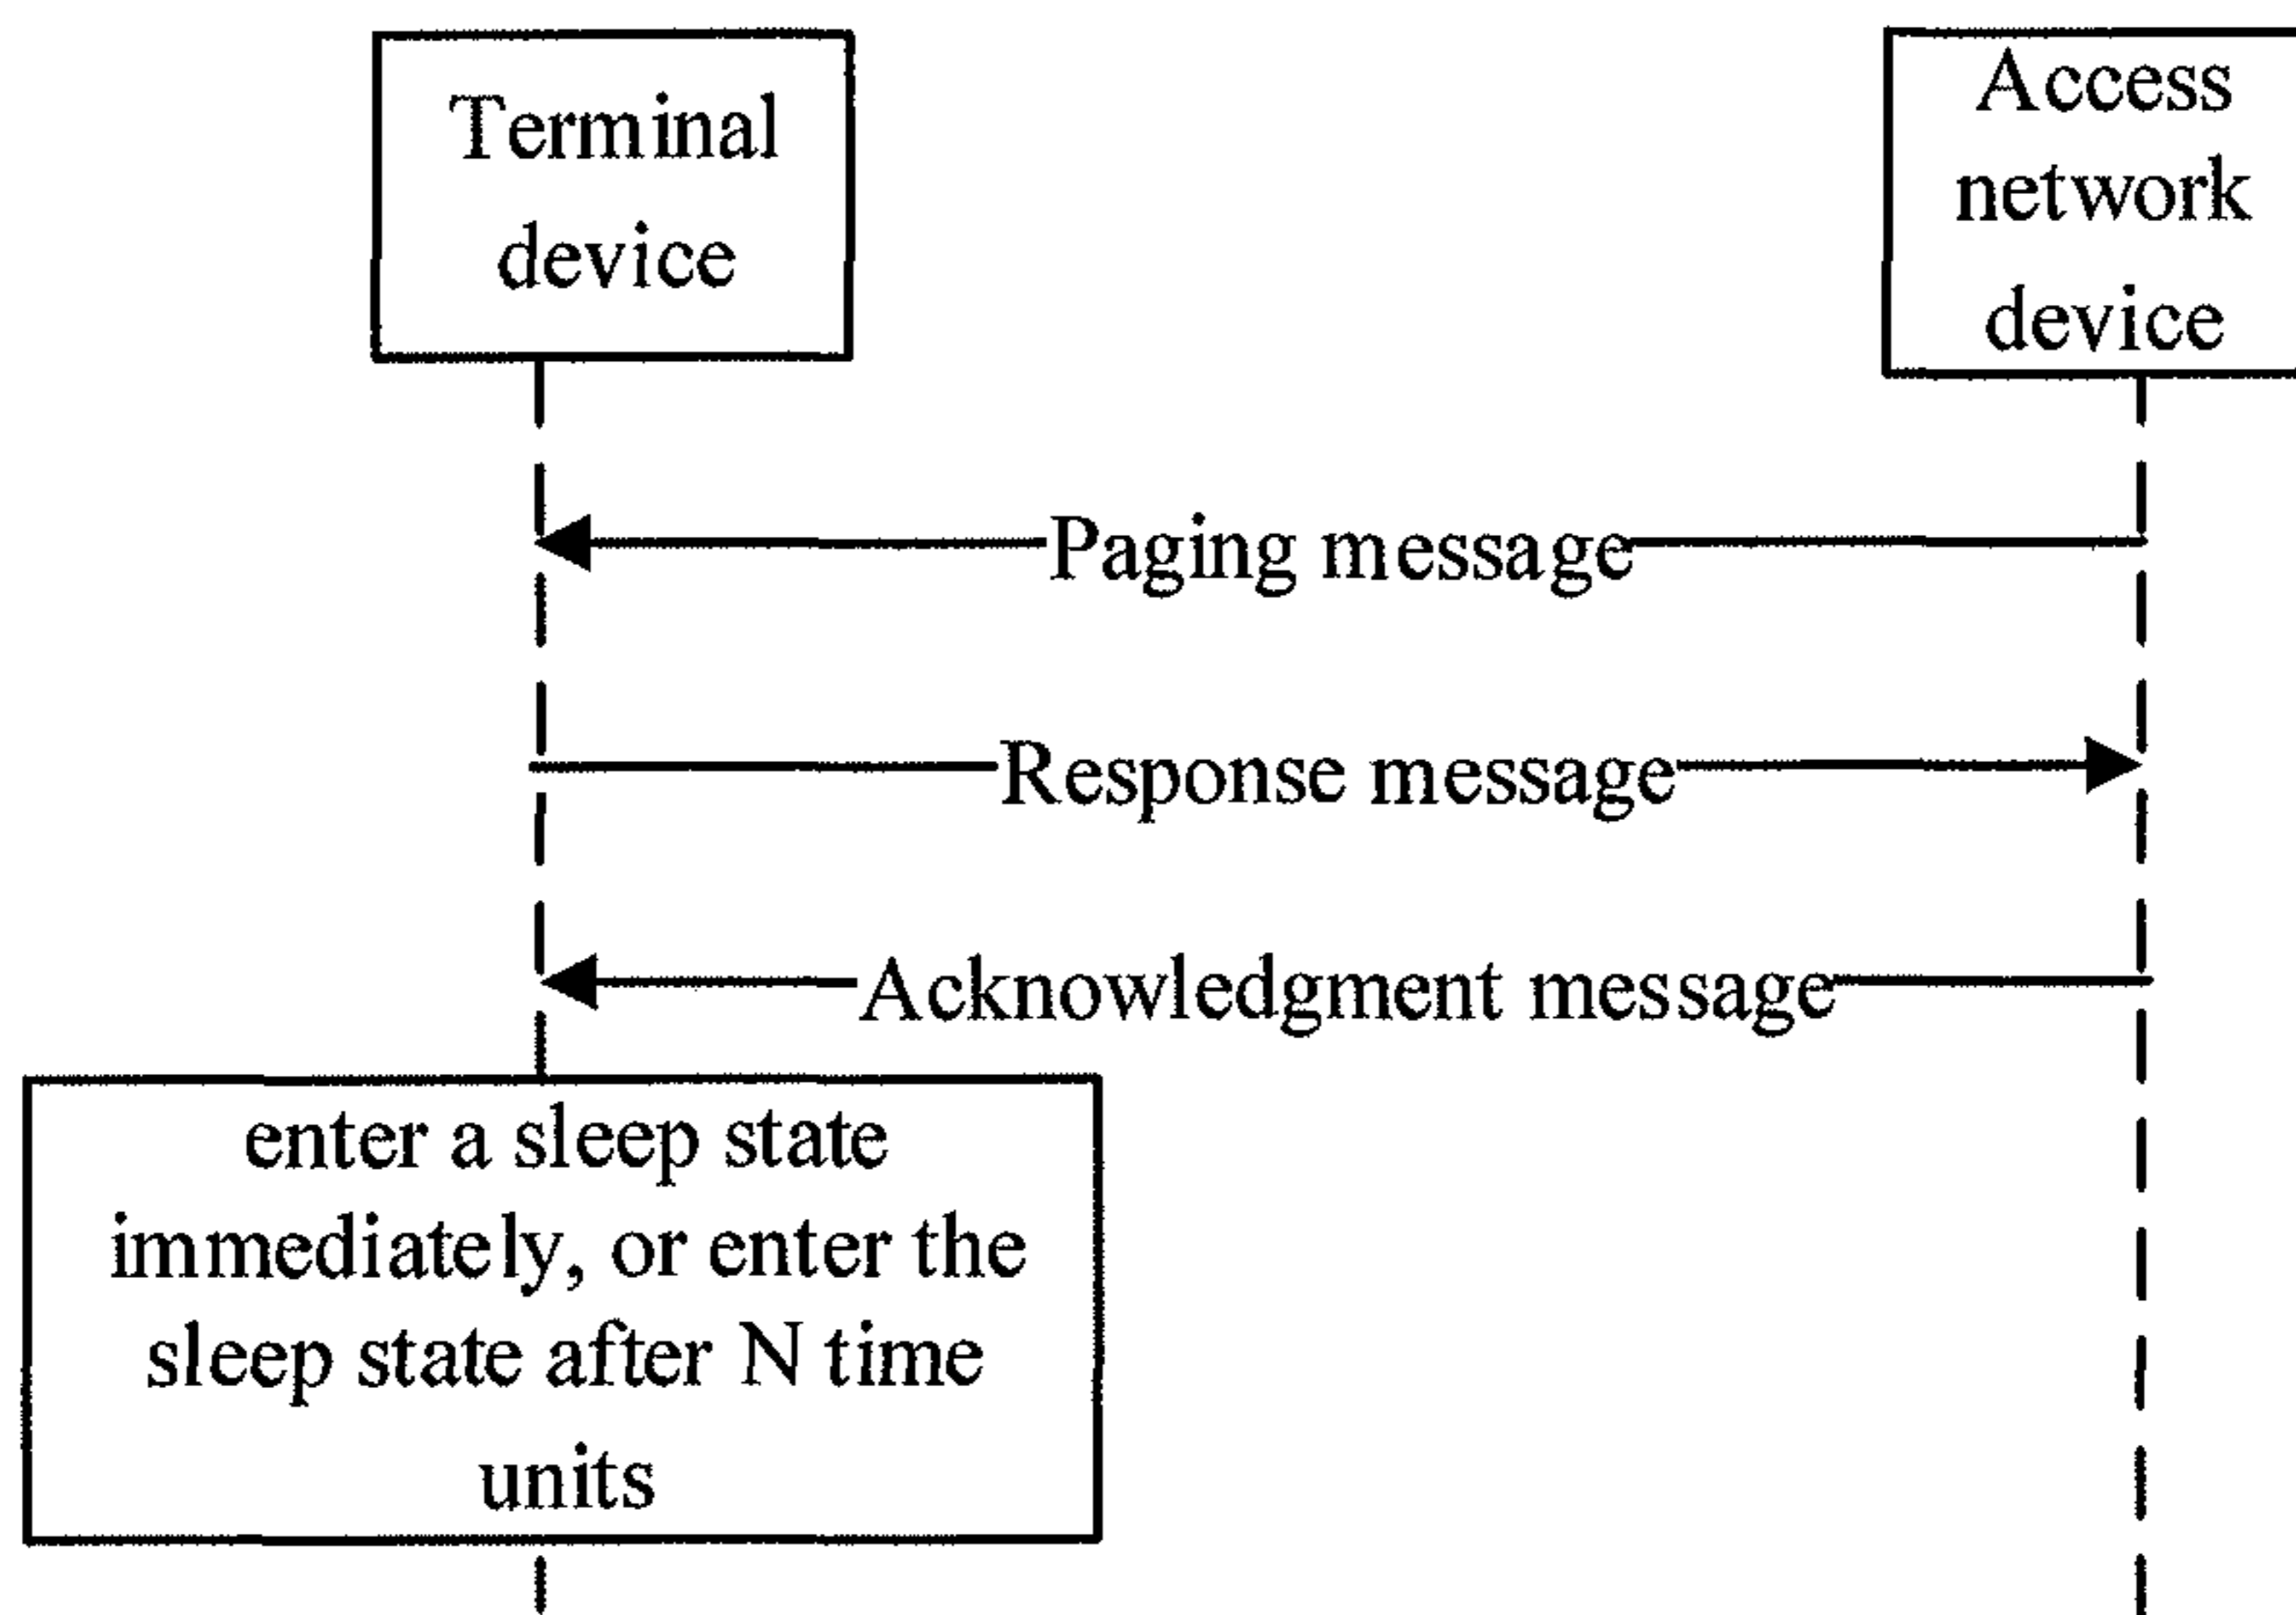 Terminal
device
Access
network
device
Paging message
Response message
Acknowledgment message
enter a sleep state
immediately, or enter the
sleep state after N time
units